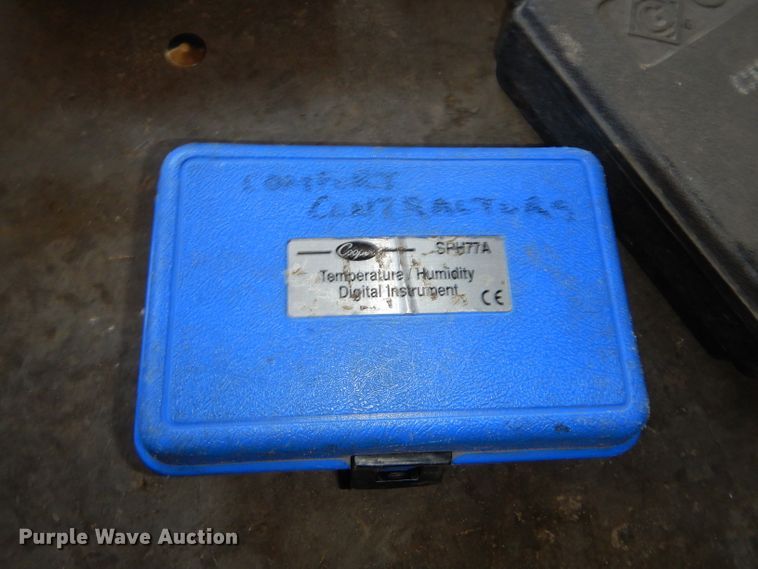 COMFORT
CONTRACTORS
Cooper SPH77A
Temperature / Humidity
Digital Instrument
CE
Purple Wave Auction®